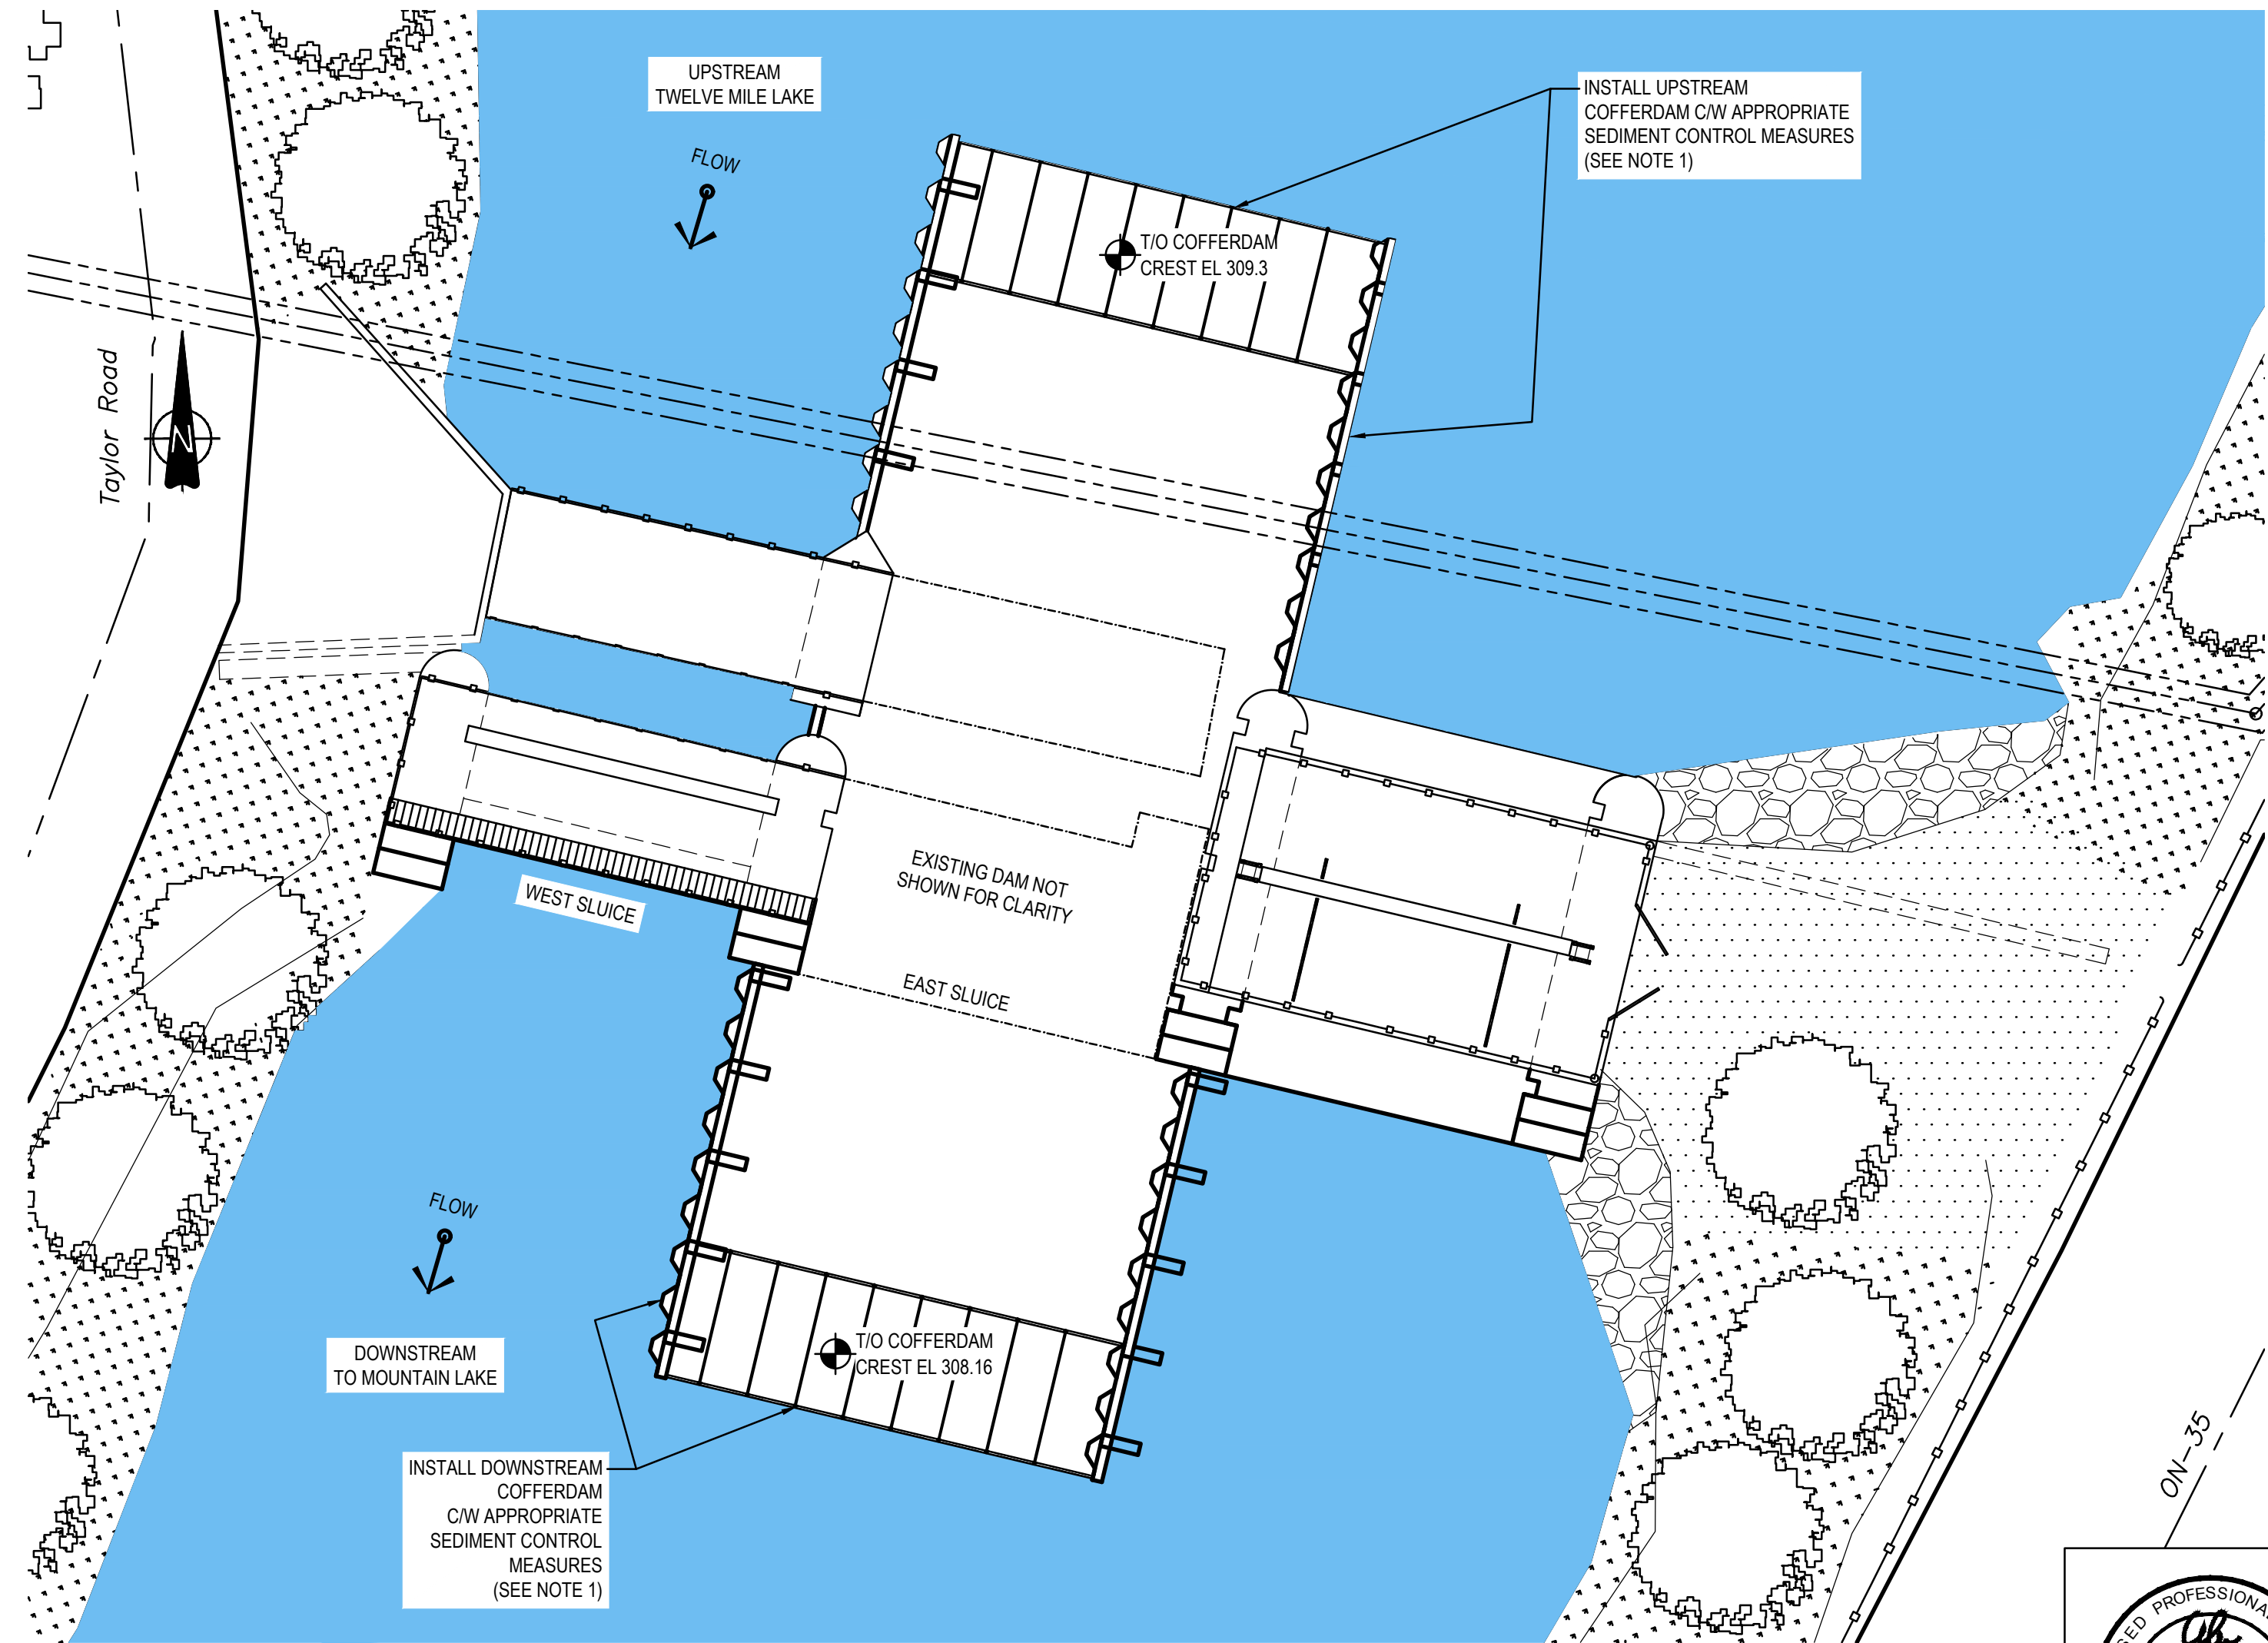 UPSTREAM
TWELVE MILE LAKE
INSTALL UPSTREAM
COFFERDAM C/W APPROPRIATE
SEDIMENT CONTROL MEASURES
(SEE NOTE 1)
FLOW
T/O COFFERDAM
CREST EL 309.3
Taylor Road
N
EXISTING DAM NOT
SHOWN FOR CLARITY
WEST SLUICE
EAST SLUICE
FLOW
T/O COFFERDAM
CREST EL 308.16
DOWNSTREAM
TO MOUNTAIN LAKE
INSTALL DOWNSTREAM
COFFERDAM
C/W APPROPRIATE
SEDIMENT CONTROL
MEASURES
(SEE NOTE 1)
ON-35
SED PROFESSIONA